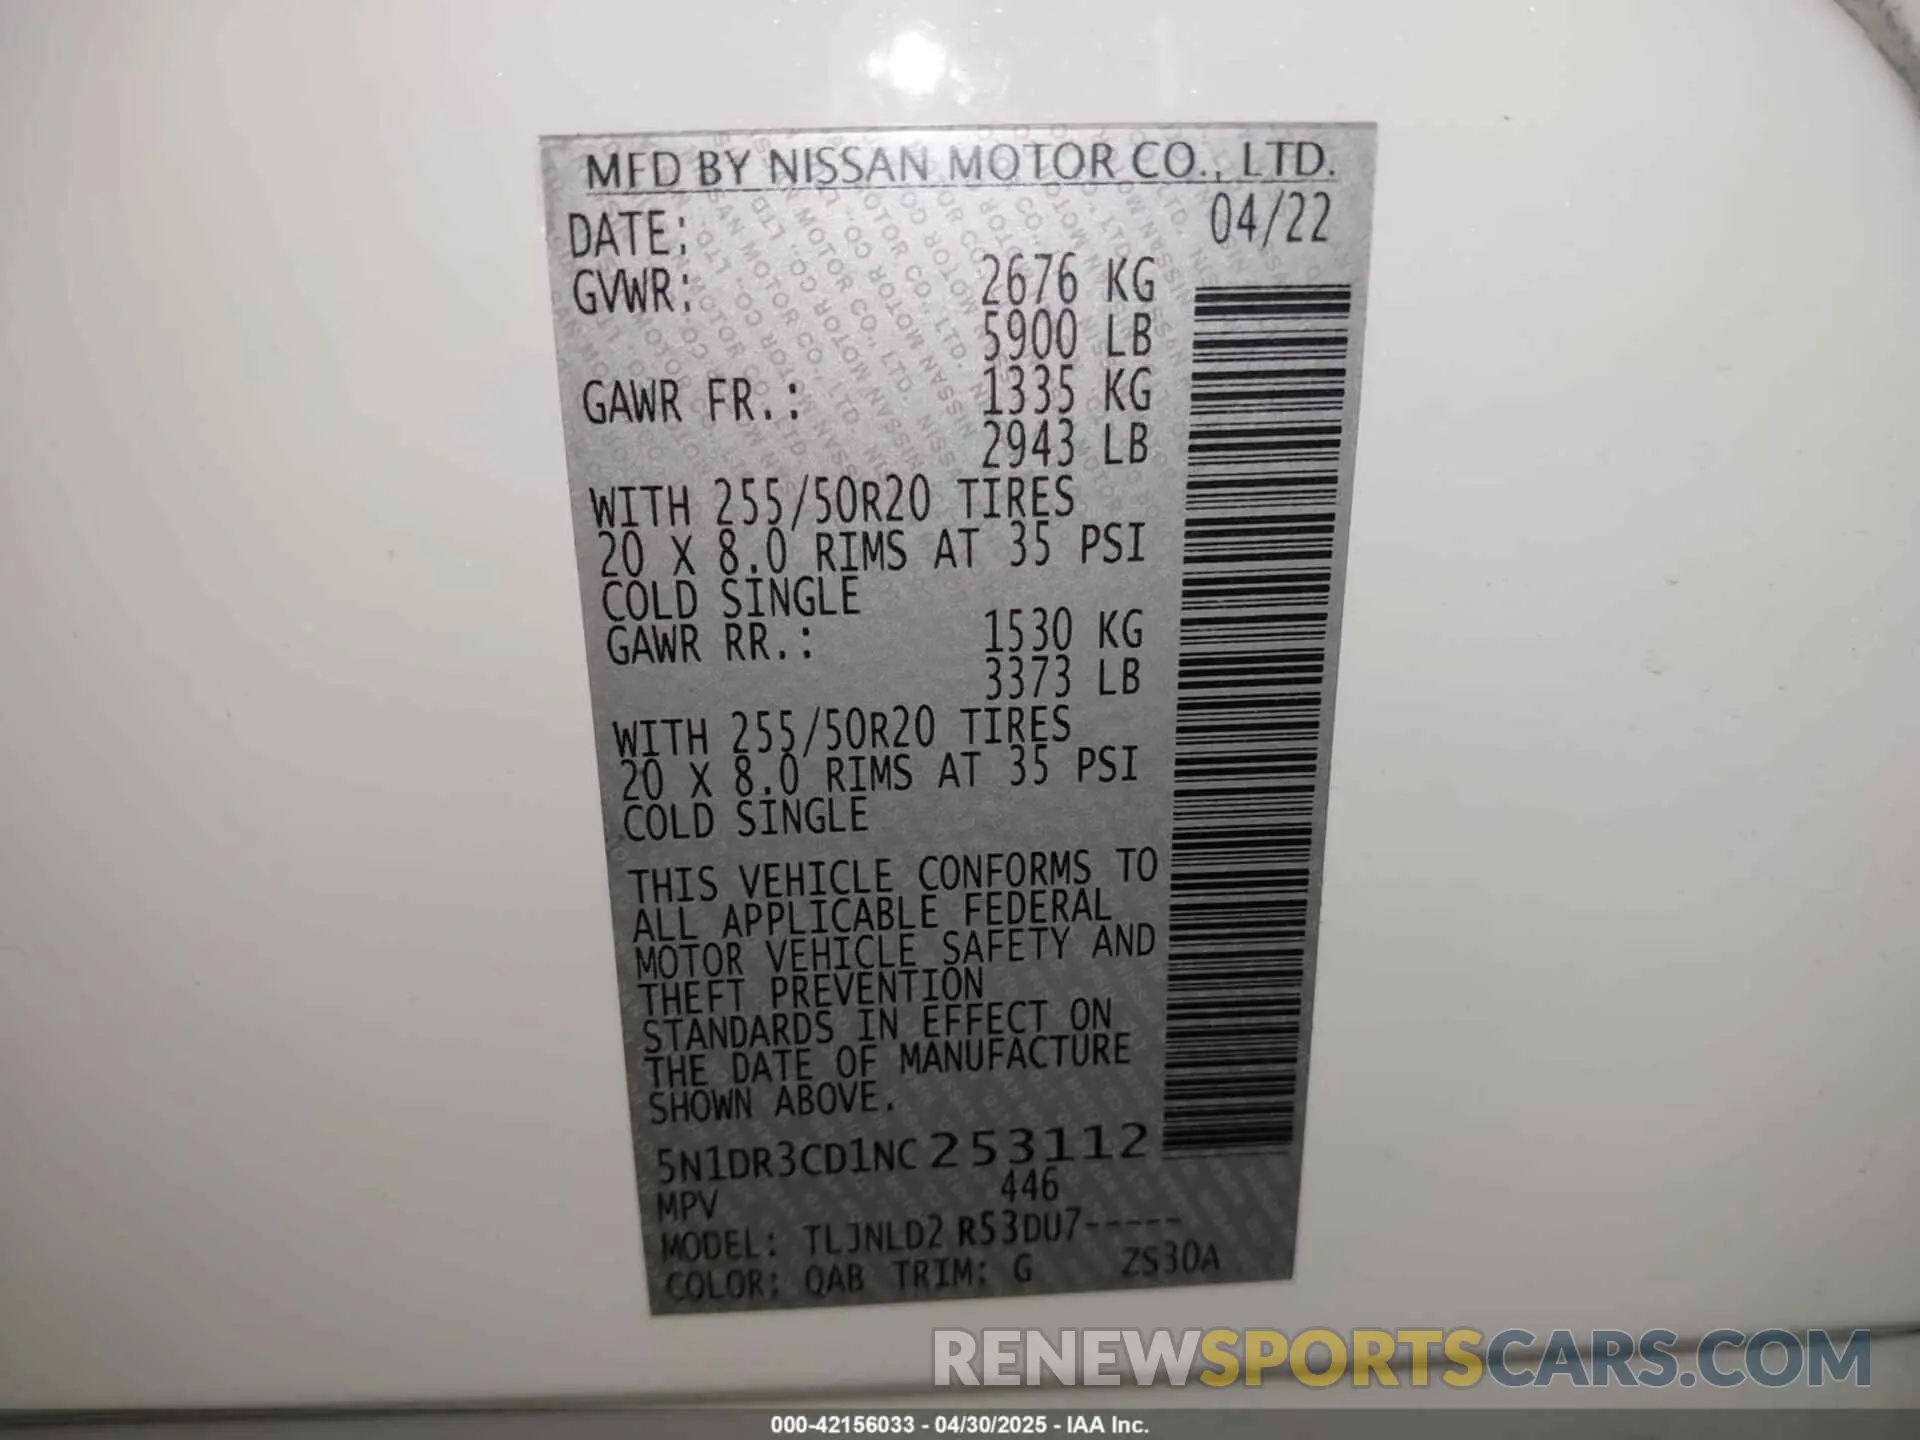 MFD BY NISSAN MOTOR CO., LTD.
DATE: 04/22
GVWR: 2676 KG
5900 LB
GAWR FR.: 1335 KG
2943 LB
WITH 255/50R20 TIRES
20 X 8.0 RIMS AT 35 PSI
COLD SINGLE
GAWR RR.: 1530 KG
3373 LB
WITH 255/50R20 TIRES
20 X 8.0 RIMS AT 35 PSI
COLD SINGLE
THIS VEHICLE CONFORMS TO
ALL APPLICABLE FEDERAL
MOTOR VEHICLE SAFETY AND
THEFT PREVENTION
STANDARDS IN EFFECT ON
THE DATE OF MANUFACTURE
SHOWN ABOVE.
5N1DR3CD1NC253112
MPV 446
MODEL: TLJNLD2 R53DU7-----
COLOR: QAB TRIM: G ZS30A
RENEWSPORTSCARS.COM
000-42156033 - 04/30/2025 - IAA Inc.